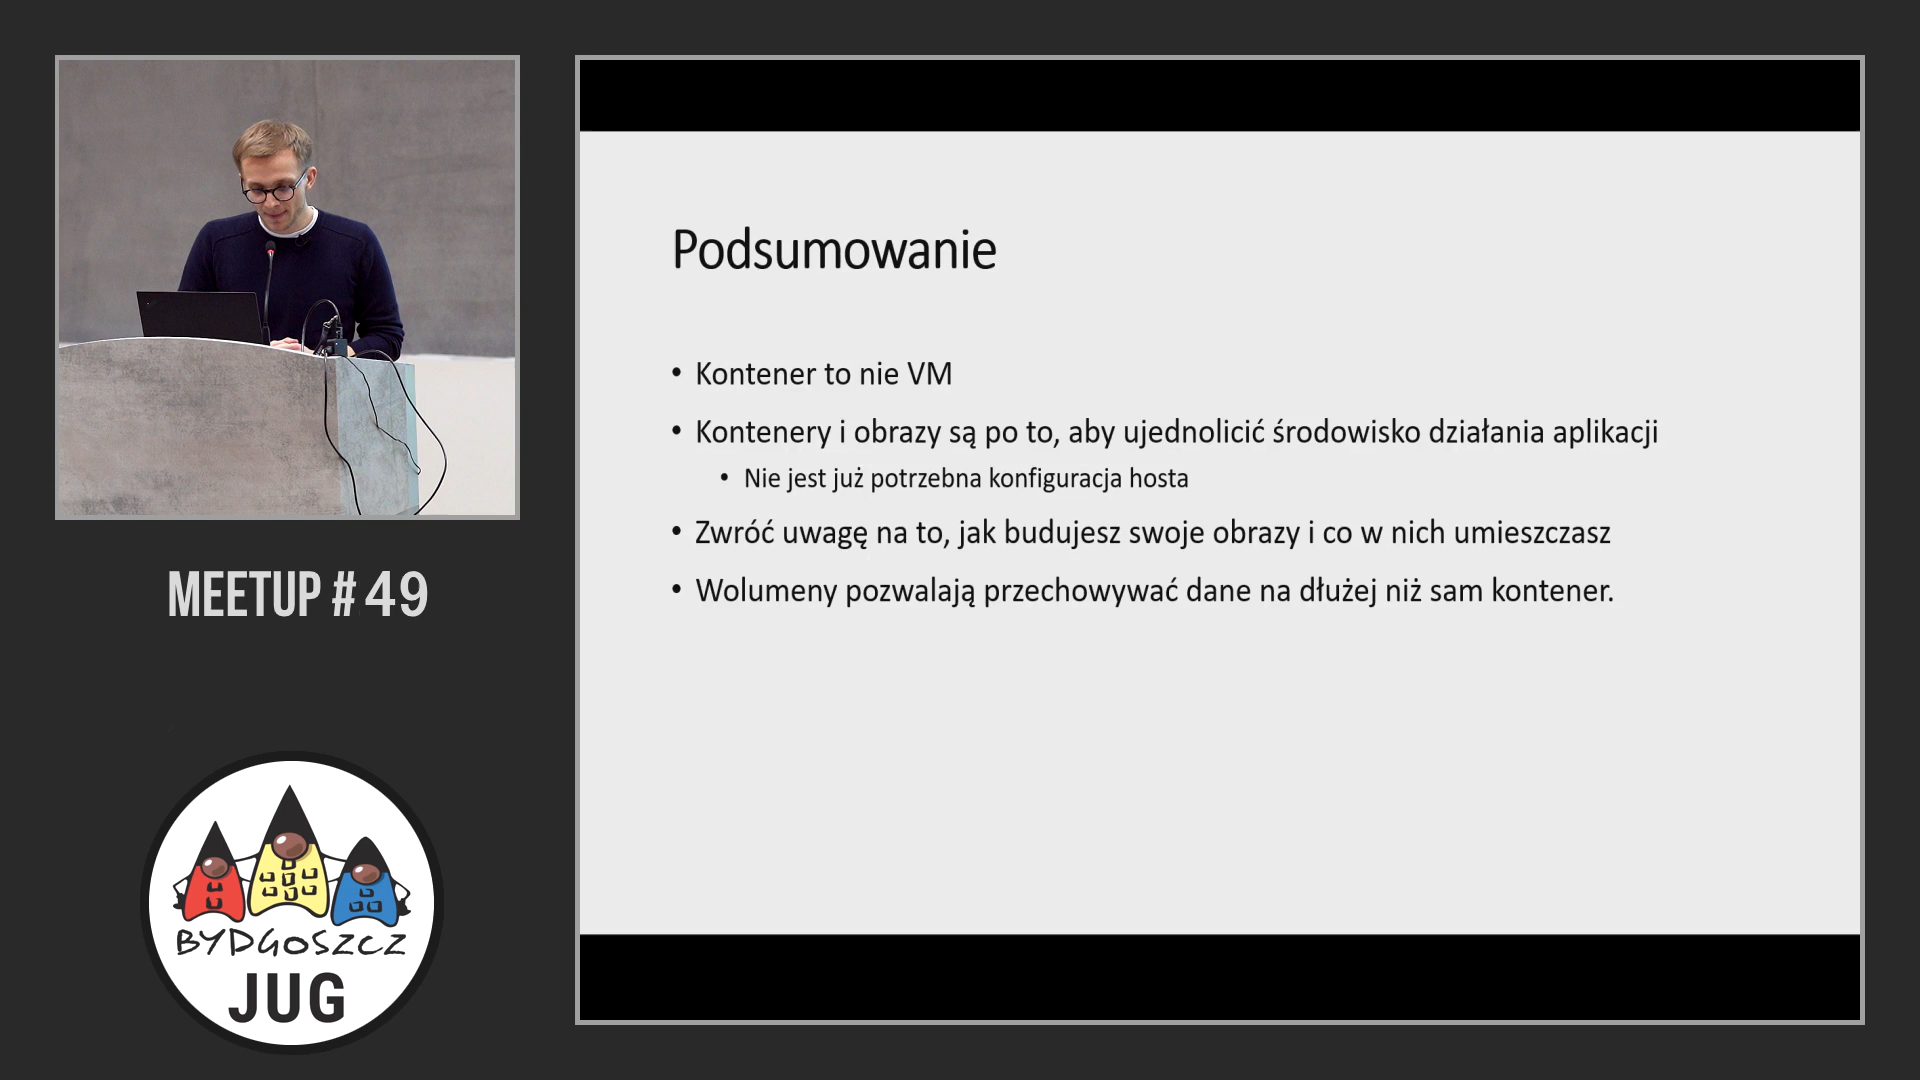 MEETUP # 49
BYDGOSZCZ
JUG
Podsumowanie
• Kontener to nie VM
• Kontenery i obrazy są po to, aby ujednolicić środowisko działania aplikacji
• Nie jest już potrzebna konfiguracja hosta
• Zwróć uwagę na to, jak budujesz swoje obrazy i co w nich umieszczasz
• Wolumeny pozwalają przechowywać dane na dłużej niż sam kontener.